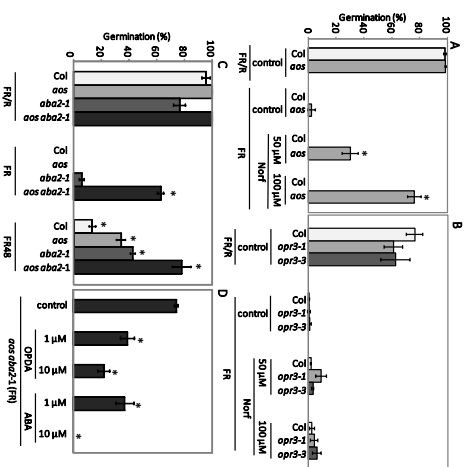 A
Germination (%)
0 20 40 60 80 100
Col
aos
control
FR/R
Col
aos
control
Col
aos
50 μM
Col
aos
100 μM
Norf
FR
B
Col
opr3-1
opr3-3
control
FR/R
Col
opr3-1
opr3-3
control
Col
opr3-1
opr3-3
50 μM
Col
opr3-1
opr3-3
100 μM
Norf
FR
C
Germination (%)
0 20 40 60 80 100
Col
aos
aba2-1
aos aba2-1
FR/R
Col
aos
aba2-1
aos aba2-1
FR
Col
aos
aba2-1
aos aba2-1
FR48
D
control
1 μM
10 μM
OPDA
1 μM
10 μM
ABA
aos aba2-1 (FR)